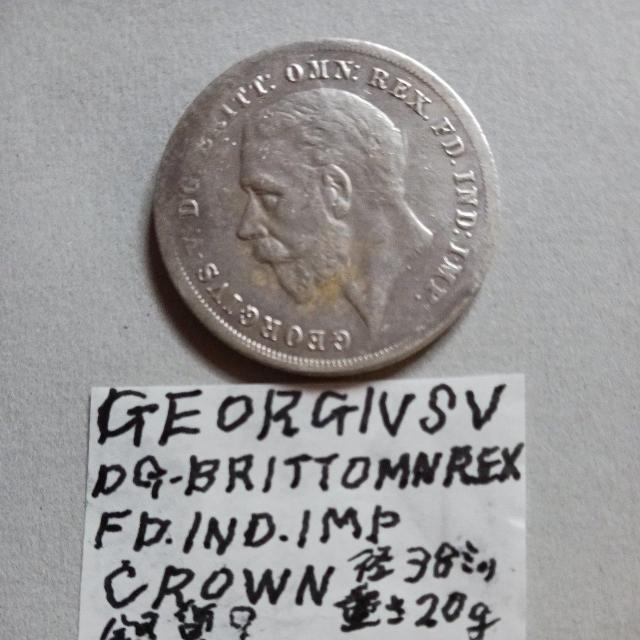 GEORGIVS V DG BRITT: OMN: REX. FD. IND: IMP.
GEORGIVSV
DG-BRITTOMNREX
FD.IND.IMP
CROWN 径38ミリ
重さ20g